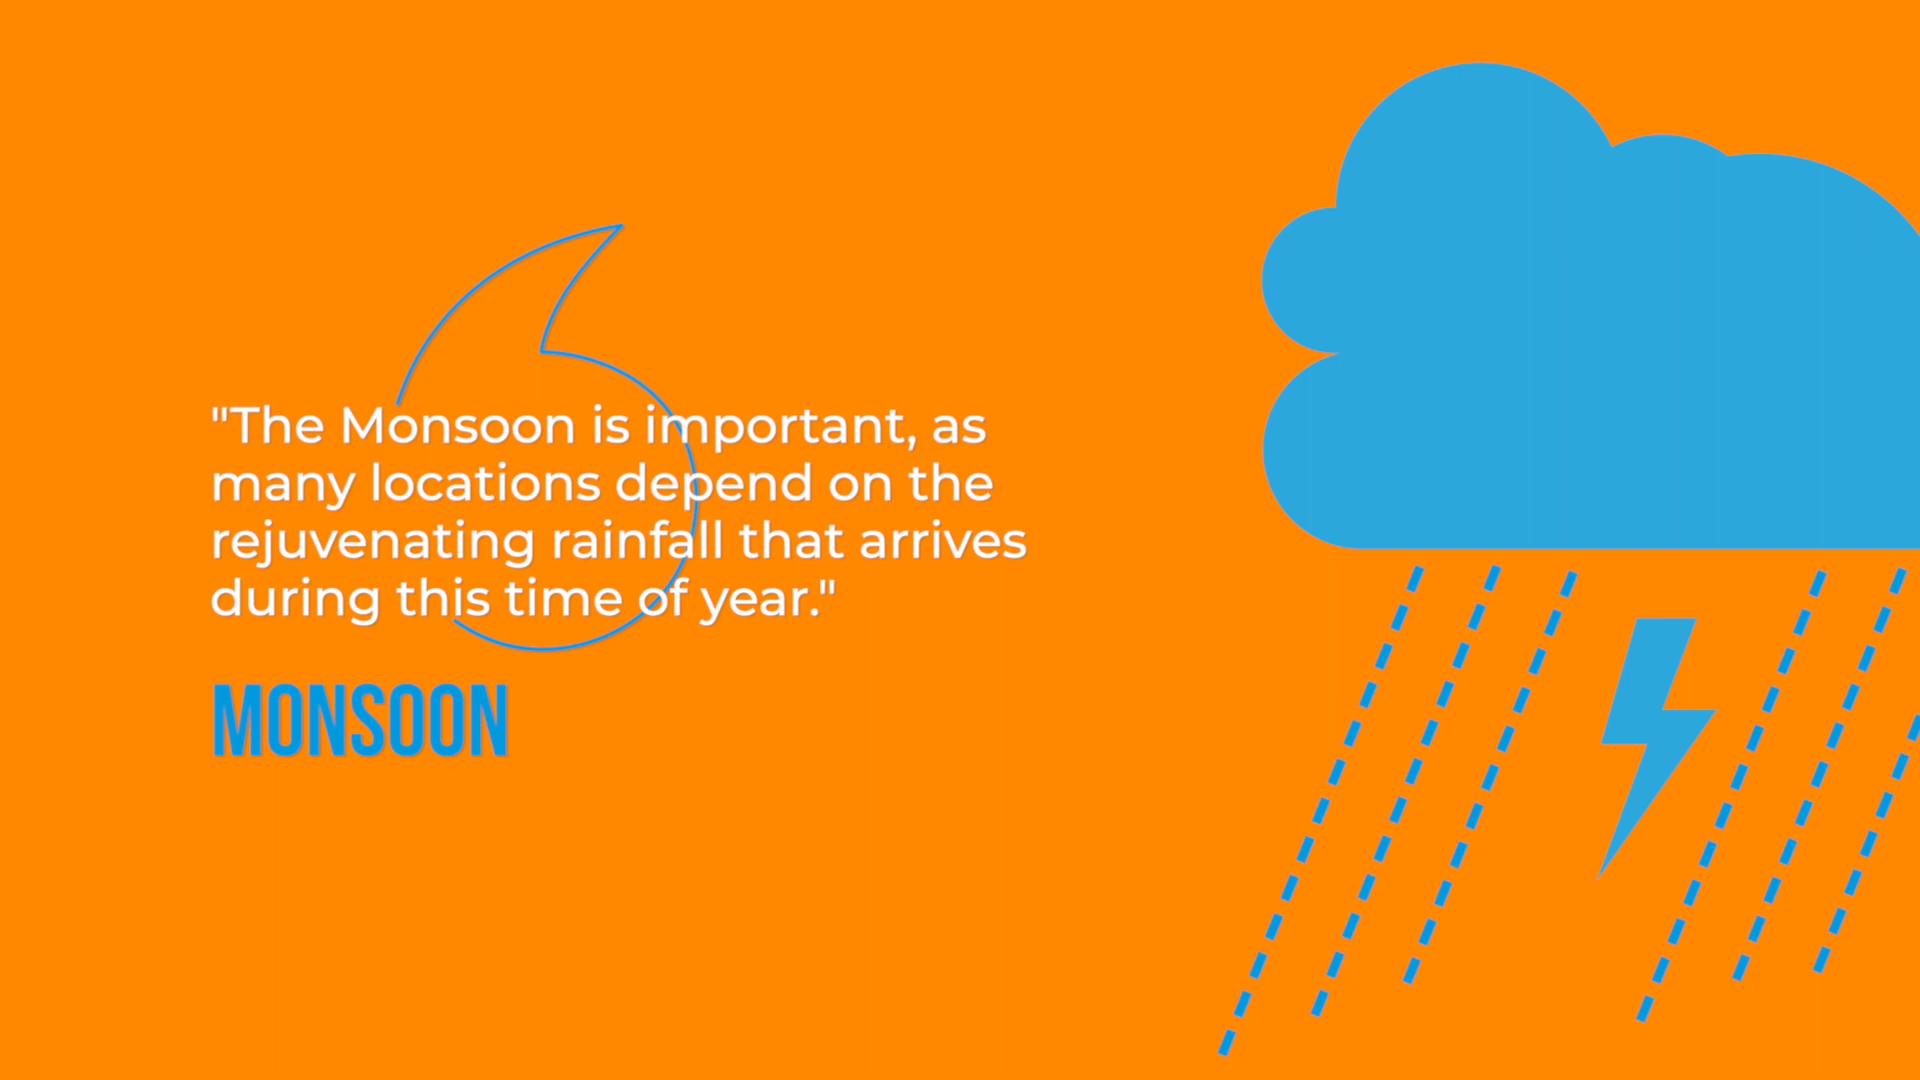 "The Monsoon is important, as
many locations depend on the
rejuvenating rainfall that arrives
during this time of year."
MONSOON